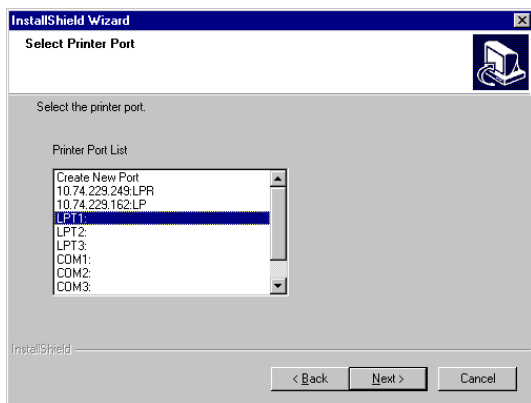 InstallShield Wizard
Select Printer Port
Select the printer port.
Printer Port List
Create New Port
10.74.229.249:LPR
10.74.229.162:LP
LPT1:
LPT2:
LPT3:
COM1:
COM2:
COM3:
InstallShield
< Back
Next >
Cancel